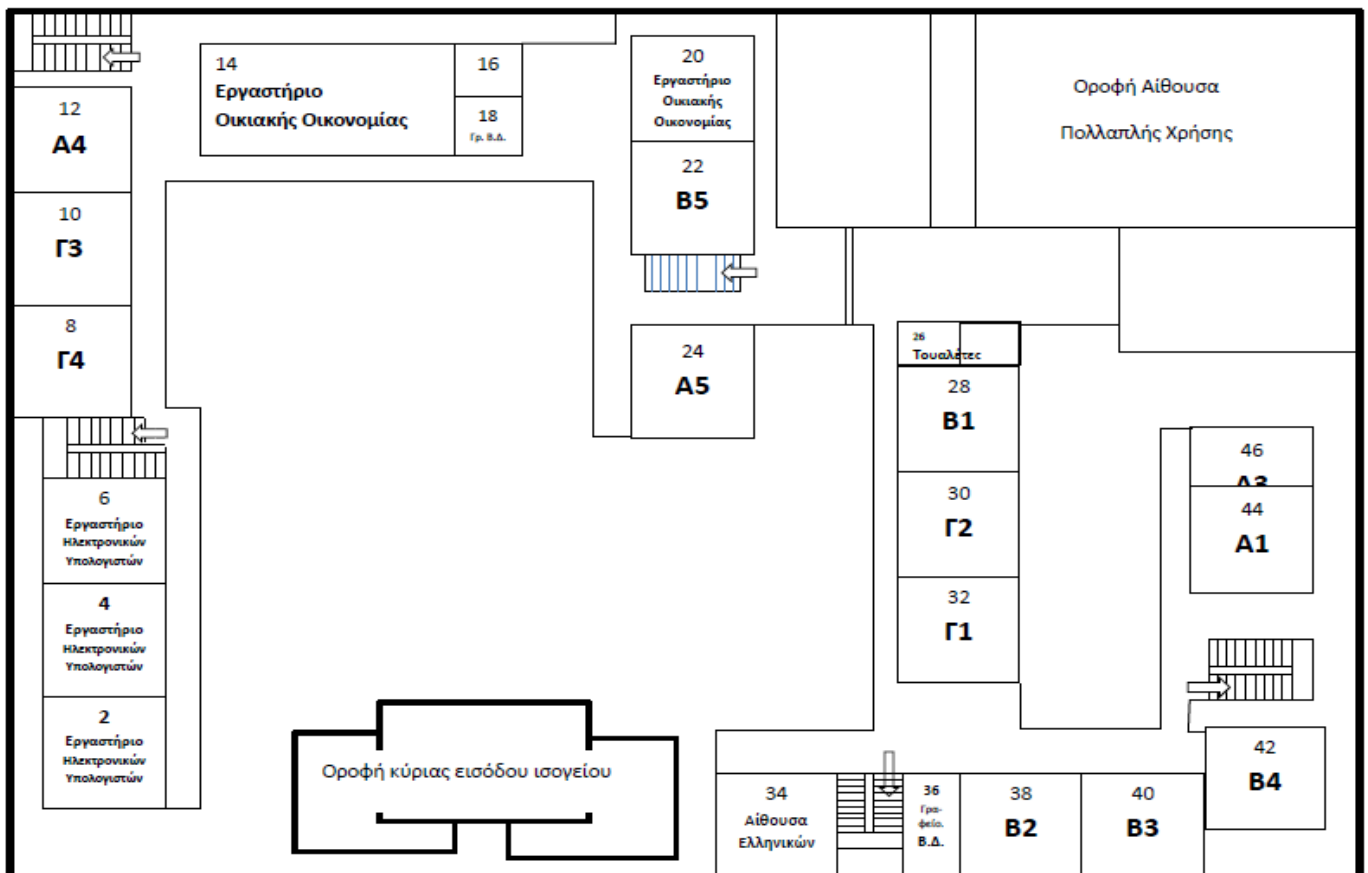 14
Εργαστήριο
Οικιακής Οικονομίας
16
18
Γρ. Β.Δ.
20
Εργαστήριο
Οικιακής
Οικονομίας
Οροφή Αίθουσα
Πολλαπλής Χρήσης
12
Α4
22
Β5
10
Γ3
8
Γ4
24
Α5
26
Τουαλέτες
28
Β1
46
Α3
44
Α1
30
Γ2
32
Γ1
6
Εργαστήριο
Ηλεκτρονικών
Υπολογιστών
4
Εργαστήριο
Ηλεκτρονικών
Υπολογιστών
2
Εργαστήριο
Ηλεκτρονικών
Υπολογιστών
Οροφή κύριας εισόδου ισογείου
34
Αίθουσα
Ελληνικών
36
Γρα-
φείο.
Β.Δ.
38
Β2
40
Β3
42
Β4